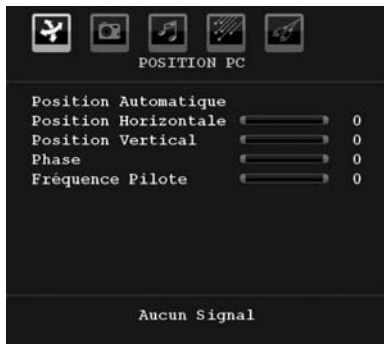 POSITION PC
Position Automatique
Position Horizontale 0
Position Vertical 0
Phase 0
Fréquence Pilote 0
Aucun Signal